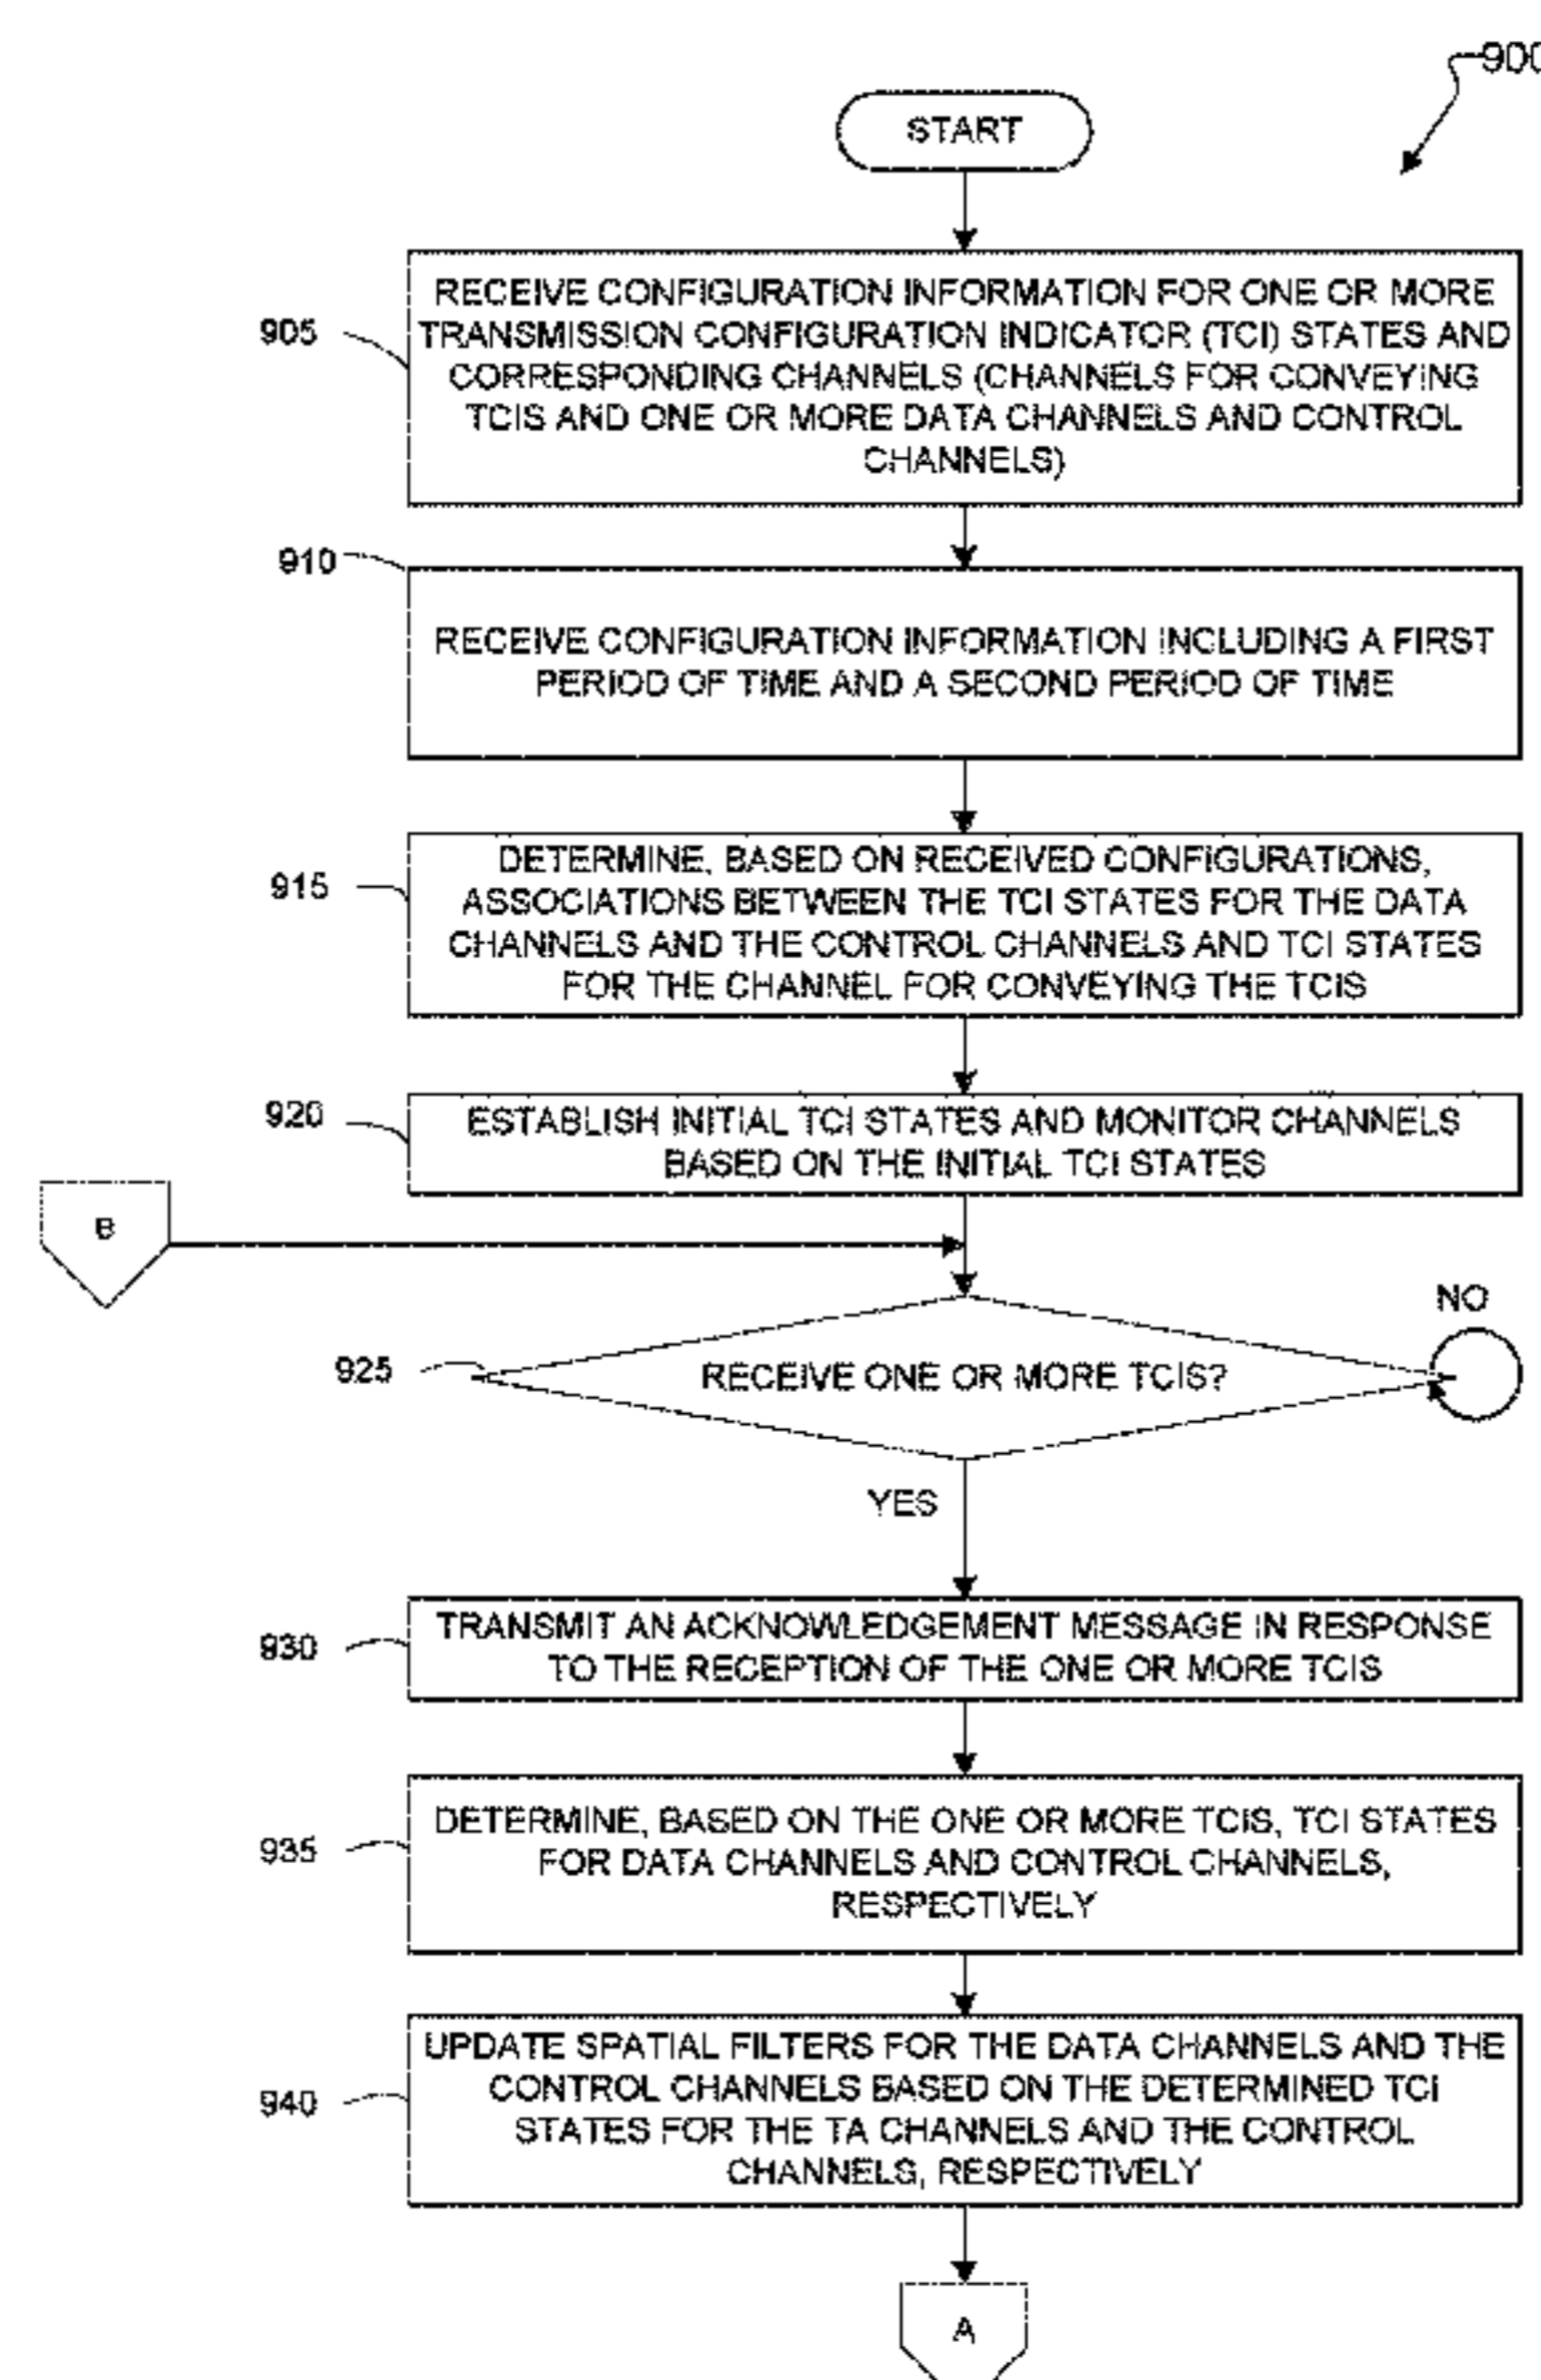 900
START
905
RECEIVE CONFIGURATION INFORMATION FOR ONE OR MORE
TRANSMISSION CONFIGURATION INDICATOR (TCI) STATES AND
CORRESPONDING CHANNELS (CHANNELS FOR CONVEYING
TCIS AND ONE OR MORE DATA CHANNELS AND CONTROL
CHANNELS)
910
RECEIVE CONFIGURATION INFORMATION INCLUDING A FIRST
PERIOD OF TIME AND A SECOND PERIOD OF TIME
915
DETERMINE, BASED ON RECEIVED CONFIGURATIONS,
ASSOCIATIONS BETWEEN THE TCI STATES FOR THE DATA
CHANNELS AND THE CONTROL CHANNELS AND TCI STATES
FOR THE CHANNEL FOR CONVEYING THE TCIS
920
ESTABLISH INITIAL TCI STATES AND MONITOR CHANNELS
BASED ON THE INITIAL TCI STATES
B
NO
925
RECEIVE ONE OR MORE TCIS?
YES
930
TRANSMIT AN ACKNOWLEDGEMENT MESSAGE IN RESPONSE
TO THE RECEPTION OF THE ONE OR MORE TCIS
935
DETERMINE, BASED ON THE ONE OR MORE TCIS, TCI STATES
FOR DATA CHANNELS AND CONTROL CHANNELS,
RESPECTIVELY
940
UPDATE SPATIAL FILTERS FOR THE DATA CHANNELS AND THE
CONTROL CHANNELS BASED ON THE DETERMINED TCI
STATES FOR THE TA CHANNELS AND THE CONTROL
CHANNELS, RESPECTIVELY
A